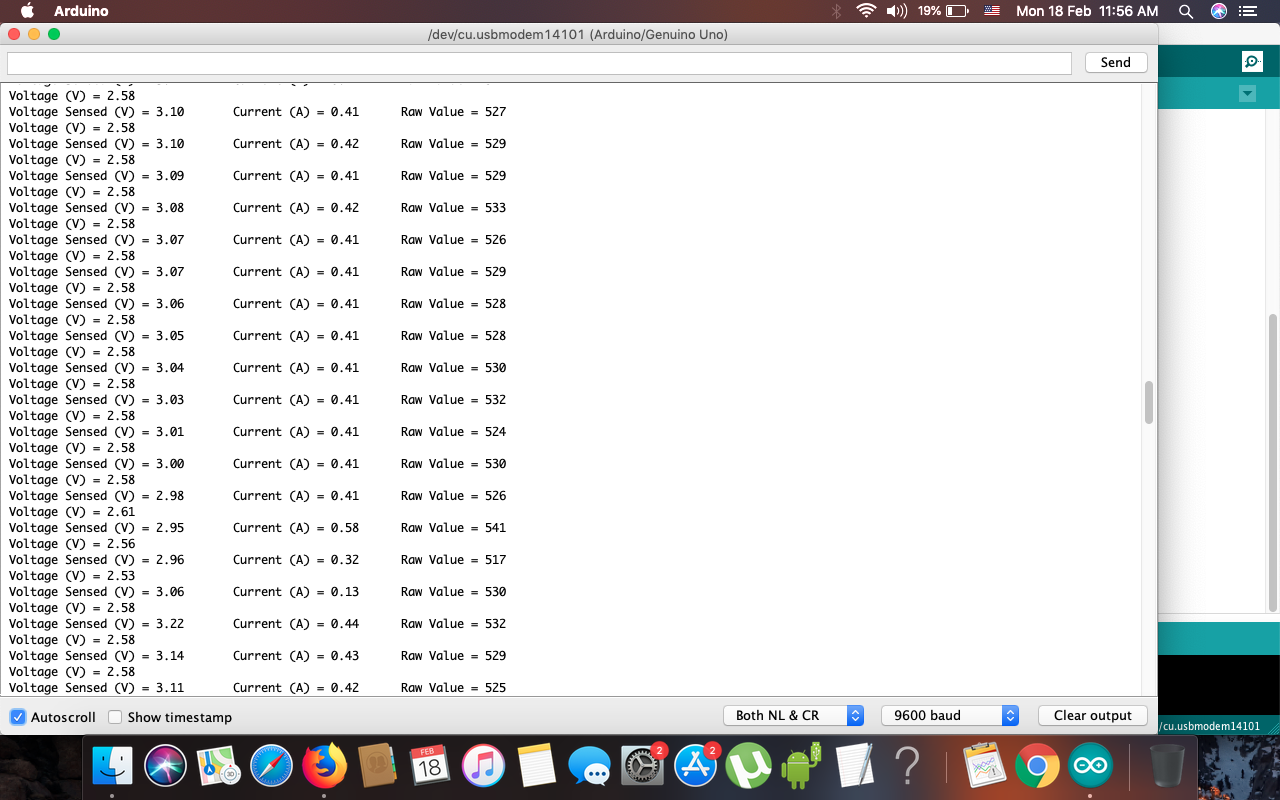 Arduino 19% Mon 18 Feb 11:56 AM
/dev/cu.usbmodem14101 (Arduino/Genuino Uno)
Send
Voltage (V) = 2.58
Voltage Sensed (V) = 3.10 Current (A) = 0.41 Raw Value = 527
Voltage (V) = 2.58
Voltage Sensed (V) = 3.10 Current (A) = 0.42 Raw Value = 529
Voltage (V) = 2.58
Voltage Sensed (V) = 3.09 Current (A) = 0.41 Raw Value = 529
Voltage (V) = 2.58
Voltage Sensed (V) = 3.08 Current (A) = 0.42 Raw Value = 533
Voltage (V) = 2.58
Voltage Sensed (V) = 3.07 Current (A) = 0.41 Raw Value = 526
Voltage (V) = 2.58
Voltage Sensed (V) = 3.07 Current (A) = 0.41 Raw Value = 529
Voltage (V) = 2.58
Voltage Sensed (V) = 3.06 Current (A) = 0.41 Raw Value = 528
Voltage (V) = 2.58
Voltage Sensed (V) = 3.05 Current (A) = 0.41 Raw Value = 528
Voltage (V) = 2.58
Voltage Sensed (V) = 3.04 Current (A) = 0.41 Raw Value = 530
Voltage (V) = 2.58
Voltage Sensed (V) = 3.03 Current (A) = 0.41 Raw Value = 532
Voltage (V) = 2.58
Voltage Sensed (V) = 3.01 Current (A) = 0.41 Raw Value = 524
Voltage (V) = 2.58
Voltage Sensed (V) = 3.00 Current (A) = 0.41 Raw Value = 530
Voltage (V) = 2.58
Voltage Sensed (V) = 2.98 Current (A) = 0.41 Raw Value = 526
Voltage (V) = 2.61
Voltage Sensed (V) = 2.95 Current (A) = 0.58 Raw Value = 541
Voltage (V) = 2.56
Voltage Sensed (V) = 2.96 Current (A) = 0.32 Raw Value = 517
Voltage (V) = 2.53
Voltage Sensed (V) = 3.06 Current (A) = 0.13 Raw Value = 530
Voltage (V) = 2.58
Voltage Sensed (V) = 3.22 Current (A) = 0.44 Raw Value = 532
Voltage (V) = 2.58
Voltage Sensed (V) = 3.14 Current (A) = 0.43 Raw Value = 529
Voltage (V) = 2.58
Voltage Sensed (V) = 3.11 Current (A) = 0.42 Raw Value = 525
Autoscroll Show timestamp Both NL & CR 9600 baud Clear output
/cu.usbmodem14101
FEB
18
3D
2
2